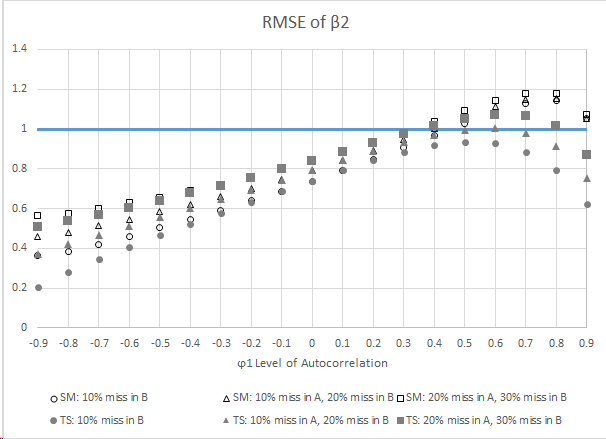 RMSE of β2
1.4
1.2
1
0.8
0.6
0.4
0.2
0
-0.9 -0.8 -0.7 -0.6 -0.5 -0.4 -0.3 -0.2 -0.1 0 0.1 0.2 0.3 0.4 0.5 0.6 0.7 0.8 0.9
φ1 Level of Autocorrelation
SM: 10% miss in B SM: 10% miss in A, 20% miss in B SM: 20% miss in A, 30% miss in B
TS: 10% miss in B TS: 10% miss in A, 20% miss in B TS: 20% miss in A, 30% miss in B